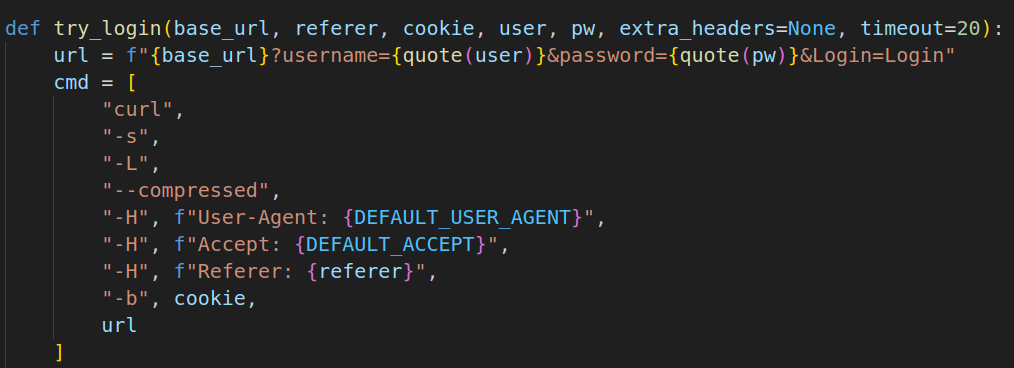 def try_login(base_url, referer, cookie, user, pw, extra_headers=None, timeout=20):
    url = f"{base_url}?username={quote(user)}&password={quote(pw)}&Login=Login"
    cmd = [
        "curl",
        "-s",
        "-L",
        "--compressed",
        "-H", f"User-Agent: {DEFAULT_USER_AGENT}",
        "-H", f"Accept: {DEFAULT_ACCEPT}",
        "-H", f"Referer: {referer}",
        "-b", cookie,
        url
    ]